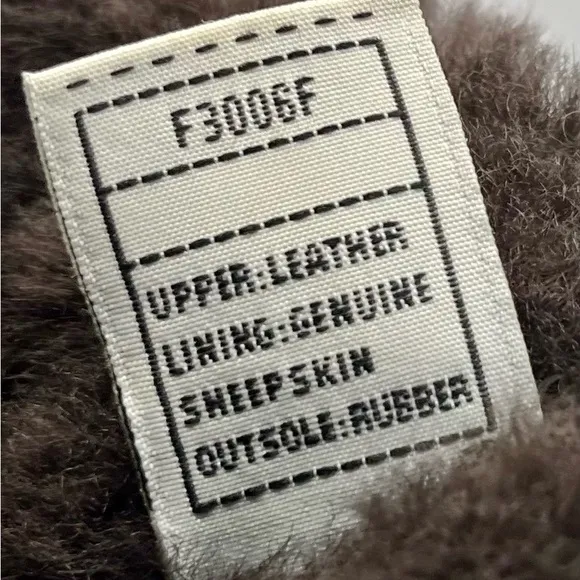 F3006F
UPPER:LEATHER
LINING:GENUINE
SHEEPSKIN
OUTSOLE:RUBBER